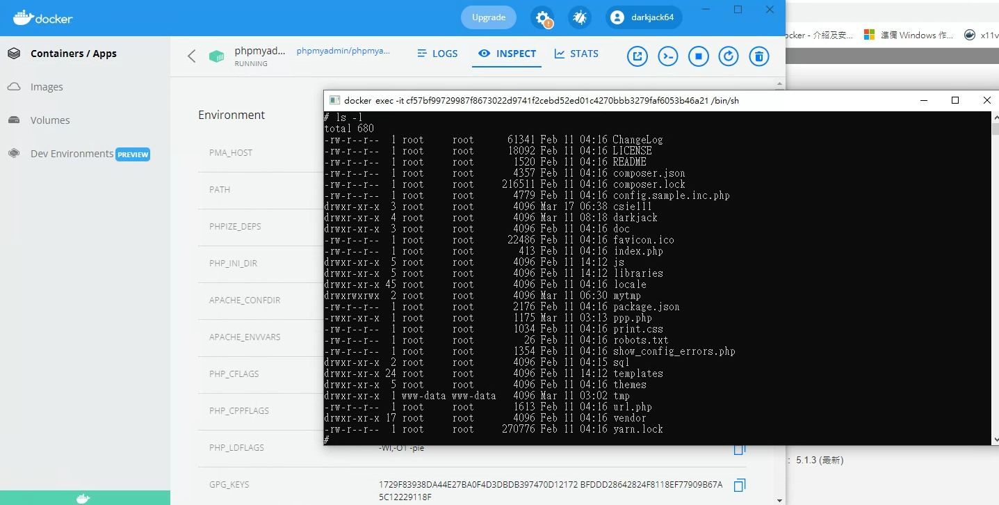 docker
Upgrade
darkjack64
ocker - 介紹及安...
準備 Windows 作...
x11v
Containers / Apps
Images
Volumes
Dev Environments PREVIEW
phpmyad...
phpmyadmin/phpmya...
RUNNING
LOGS
INSPECT
STATS
Environment
PMA_HOST
PATH
PHPIZE_DEPS
PHP_INI_DIR
APACHE_CONFDIR
APACHE_ENVVARS
PHP_CFLAGS
PHP_CPPFLAGS
PHP_LDFLAGS
-Wl,-O1 -pie
GPG_KEYS
1729F83938DA44E27BA0F4D3DBDB397470D12172 BFDDD28642824F8118EF77909B67A
5C12229118F
docker exec -it cf57bf99729987f8673022d9741f2cebd52ed01c4270bbb3279faf6053b46a21 /bin/sh
# ls -l
total 680
-rw-r--r-- 1 root root 61341 Feb 11 04:16 ChangeLog
-rw-r--r-- 1 root root 18092 Feb 11 04:16 LICENSE
-rw-r--r-- 1 root root 1520 Feb 11 04:16 README
-rw-r--r-- 1 root root 4357 Feb 11 04:16 composer.json
-rw-r--r-- 1 root root 216511 Feb 11 04:16 composer.lock
-rw-r--r-- 1 root root 4779 Feb 11 04:16 config.sample.inc.php
drwxr-xr-x 3 root root 4096 Mar 17 06:38 csie111
drwxr-xr-x 4 root root 4096 Mar 11 08:18 darkjack
drwxr-xr-x 3 root root 4096 Feb 11 04:16 doc
-rw-r--r-- 1 root root 22486 Feb 11 04:16 favicon.ico
-rw-r--r-- 1 root root 413 Feb 11 04:16 index.php
drwxr-xr-x 5 root root 4096 Feb 11 14:12 js
drwxr-xr-x 5 root root 4096 Feb 11 14:12 libraries
drwxr-xr-x 45 root root 4096 Feb 11 04:16 locale
drwxrwxrwx 2 root root 4096 Mar 11 06:30 mytmp
-rw-r--r-- 1 root root 2176 Feb 11 04:16 package.json
-rwxr-xr-x 1 root root 1175 Mar 11 03:13 ppp.php
-rw-r--r-- 1 root root 1034 Feb 11 04:16 print.css
-rw-r--r-- 1 root root 26 Feb 11 04:16 robots.txt
-rw-r--r-- 1 root root 1354 Feb 11 04:16 show_config_errors.php
drwxr-xr-x 2 root root 4096 Feb 11 04:15 sql
drwxr-xr-x 24 root root 4096 Feb 11 14:12 templates
drwxr-xr-x 5 root root 4096 Feb 11 04:16 themes
drwxr-xr-x 1 www-data www-data 4096 Mar 11 03:02 tmp
-rw-r--r-- 1 root root 1613 Feb 11 04:16 url.php
drwxr-xr-x 17 root root 4096 Feb 11 04:16 vendor
-rw-r--r-- 1 root root 270776 Feb 11 04:16 yarn.lock
#
: 5.1.3 (最新)